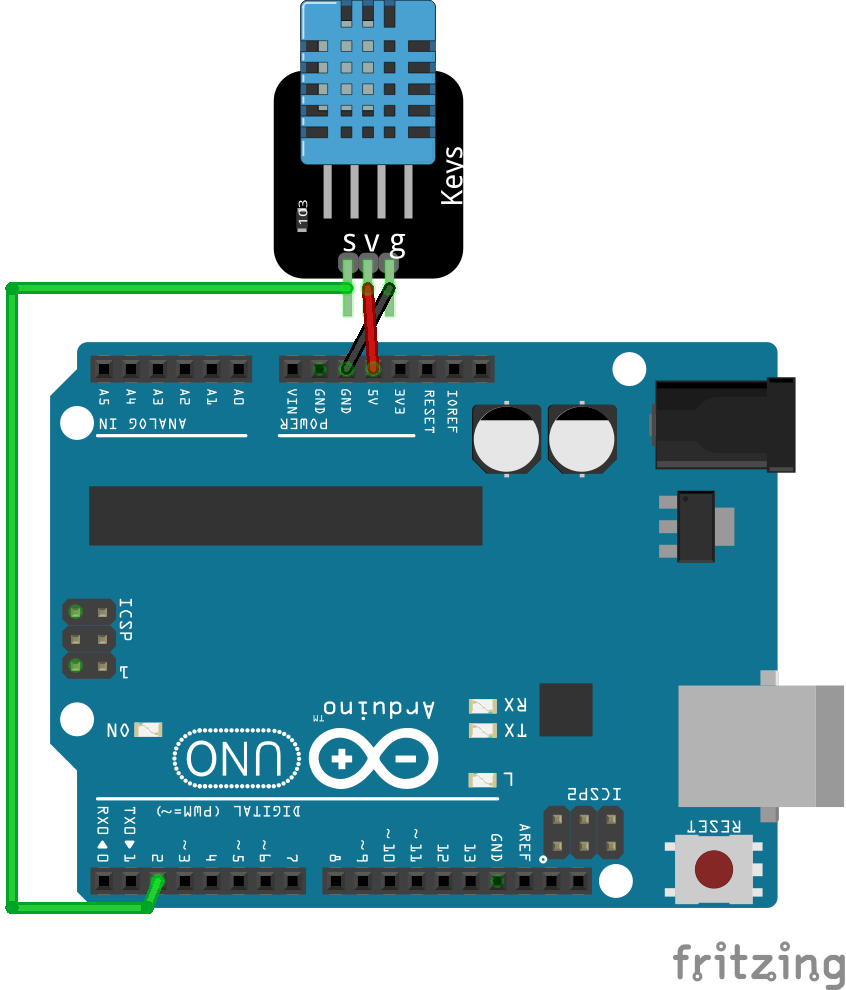 Keys
103
S V g
A5 A4 A3 A2 A1 A0
VIN GND GND 5V 3V3 RESET IOREF
ANALOG IN
POWER
ICSP
1
Arduino™
RX
TX
ON
UNO
L
DIGITAL (PWM=~)
ICSP2
RESET
RX0◄0 TX0►1 2 ~3 4 ~5 ~6 7 8 ~9 ~10 ~11 12 13 GND AREF
fritzing